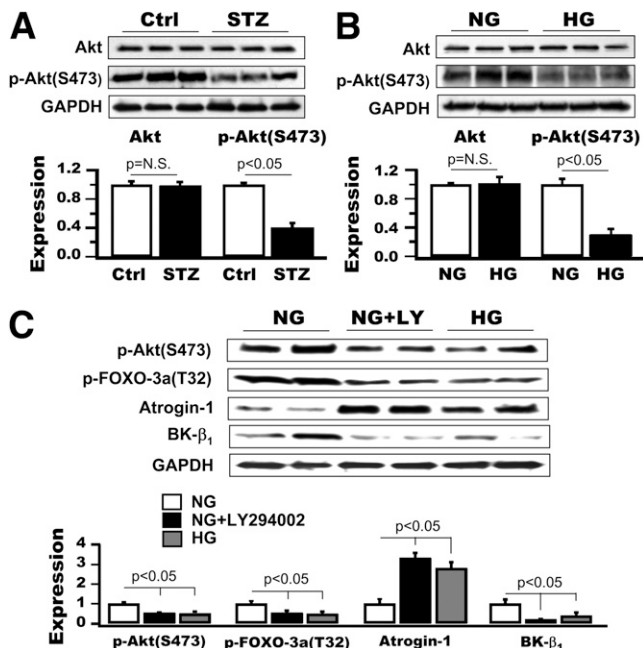 A
Ctrl STZ
Akt
p-Akt(S473)
GAPDH
Akt p-Akt(S473)
Expression
1.2
0.8
0.4
0.0
p=N.S. p<0.05
Ctrl STZ Ctrl STZ
B
NG HG
Akt
p-Akt(S473)
GAPDH
Akt p-Akt(S473)
Expression
1.2
0.8
0.4
0.0
p=N.S. p<0.05
NG HG NG HG
C
NG NG+LY HG
p-Akt(S473)
p-FOXO-3a(T32)
Atrogin-1
BK-β₁
GAPDH
NG
NG+LY294002
HG
Expression
4
3
2
1
0
p<0.05 p<0.05 p<0.05 p<0.05
p-Akt(S473) p-FOXO-3a(T32) Atrogin-1 BK-β₁